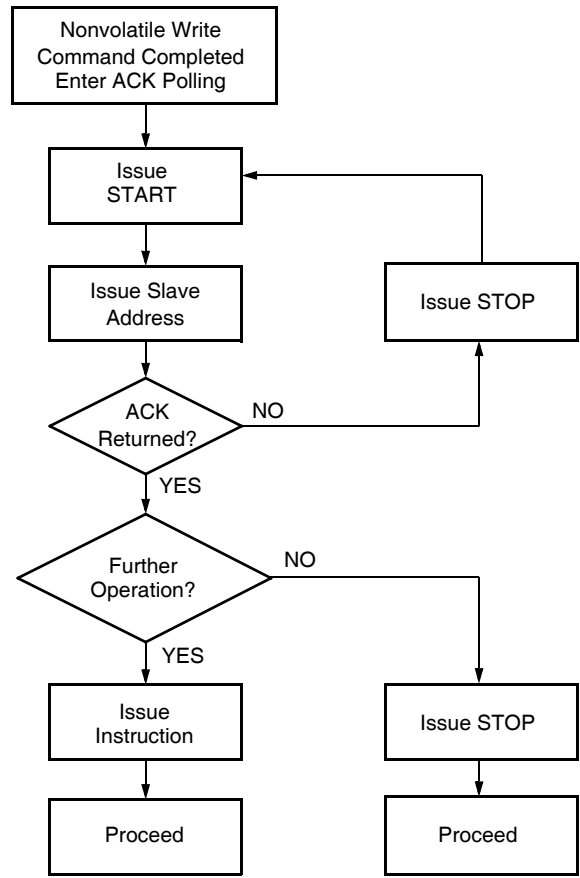 Nonvolatile Write
Command Completed
Enter ACK Polling
Issue
START
Issue Slave
Address
Issue STOP
ACK
Returned?
NO
YES
Further
Operation?
NO
YES
Issue
Instruction
Issue STOP
Proceed
Proceed